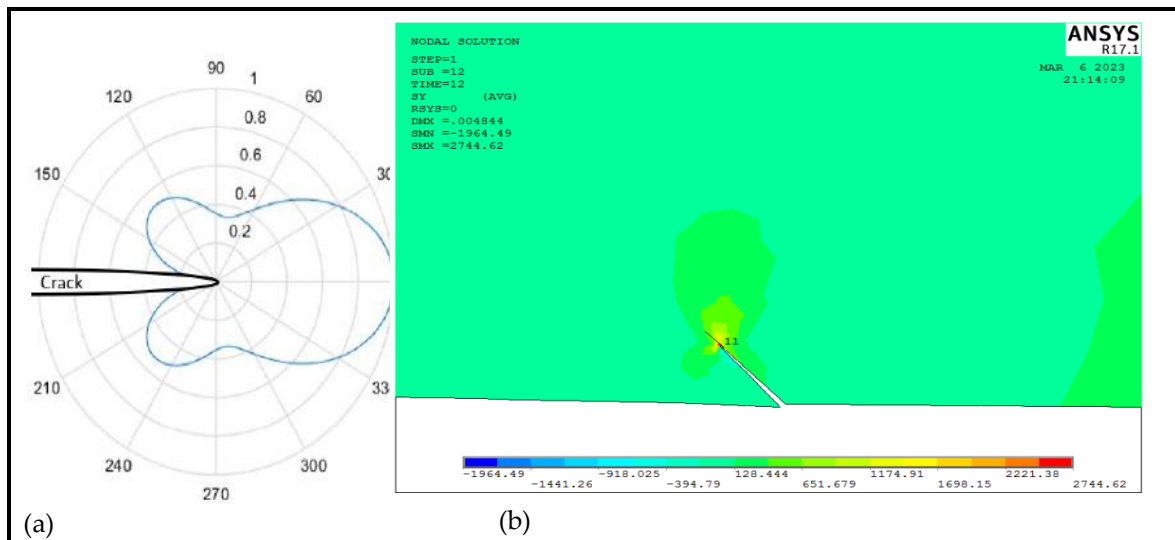 90
120
1
60
0.8
0.6
150
0.4
30
0.2
Crack
210
33
240
300
270
(a)
NODAL SOLUTION
STEP=1
SUB =12
TIME=12
SY (AVG)
RSYS=0
DMX =.004844
SMN =-1964.49
SMX =2744.62
ANSYS
R17.1
MAR 6 2023
21:14:09
11
-1964.49 -918.025 128.444 1174.91 2221.38
-1441.26 -394.79 651.679 1698.15 2744.62
(b)